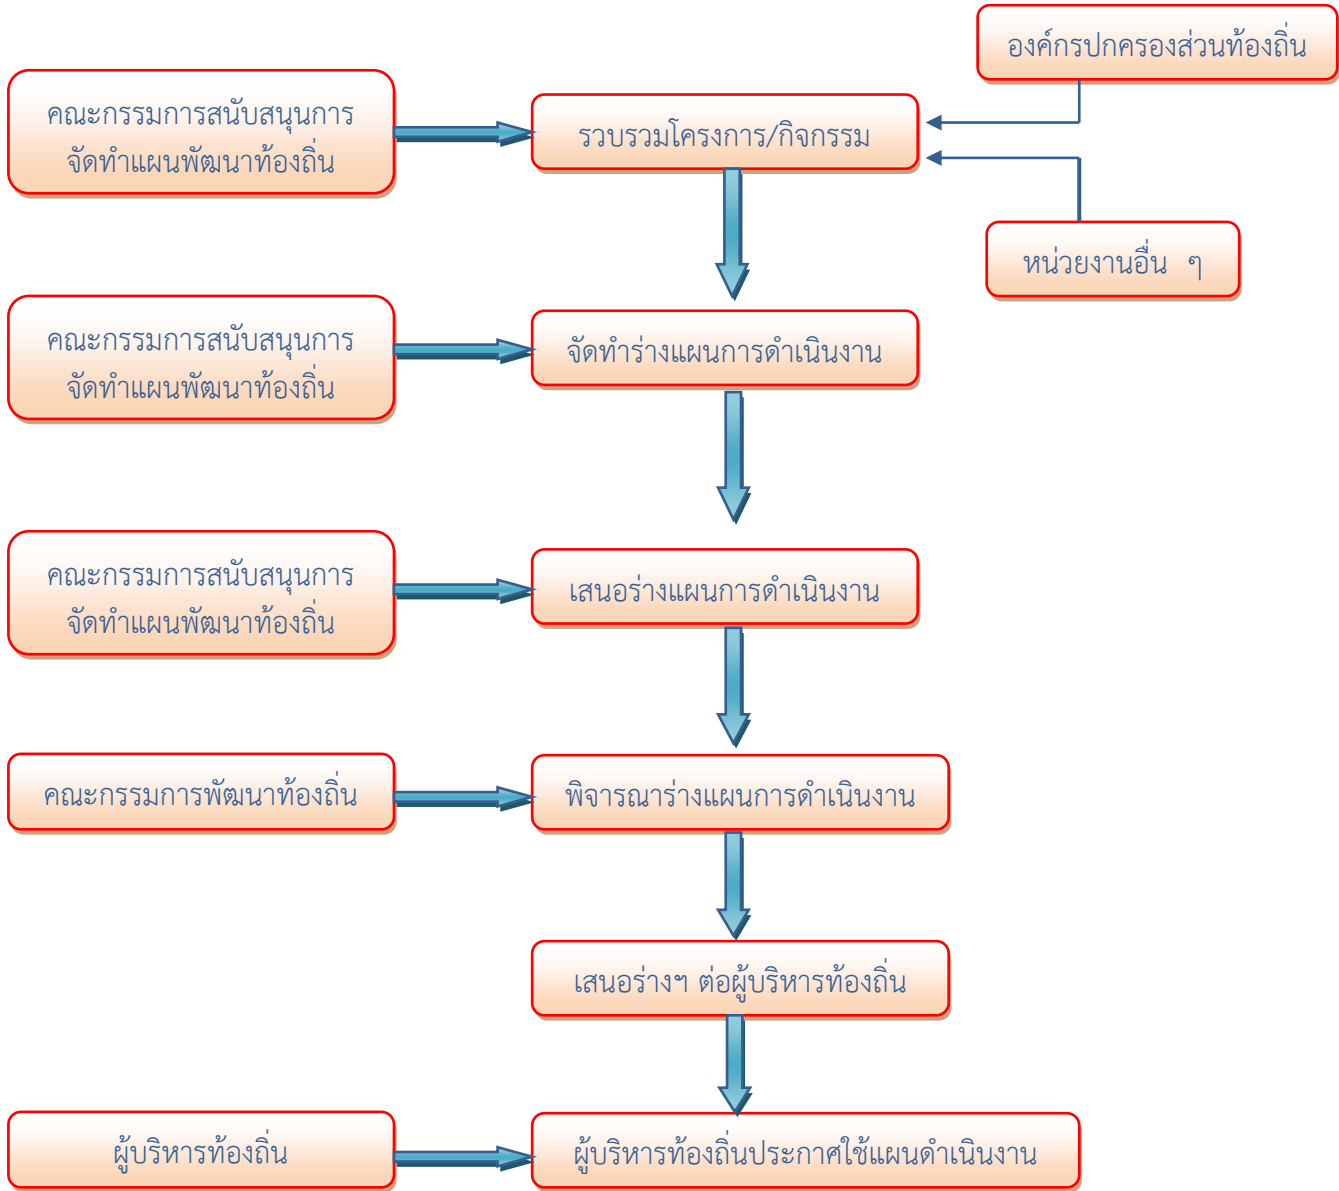 องค์กรปกครองส่วนท้องถิ่น
คณะกรรมการสนับสนุนการ
จัดทำแผนพัฒนาท้องถิ่น
รวบรวมโครงการ/กิจกรรม
หน่วยงานอื่น ๆ
คณะกรรมการสนับสนุนการ
จัดทำแผนพัฒนาท้องถิ่น
จัดทำร่างแผนการดำเนินงาน
คณะกรรมการสนับสนุนการ
จัดทำแผนพัฒนาท้องถิ่น
เสนอร่างแผนการดำเนินงาน
คณะกรรมการพัฒนาท้องถิ่น
พิจารณาร่างแผนการดำเนินงาน
เสนอร่างฯ ต่อผู้บริหารท้องถิ่น
ผู้บริหารท้องถิ่น
ผู้บริหารท้องถิ่นประกาศใช้แผนดำเนินงาน